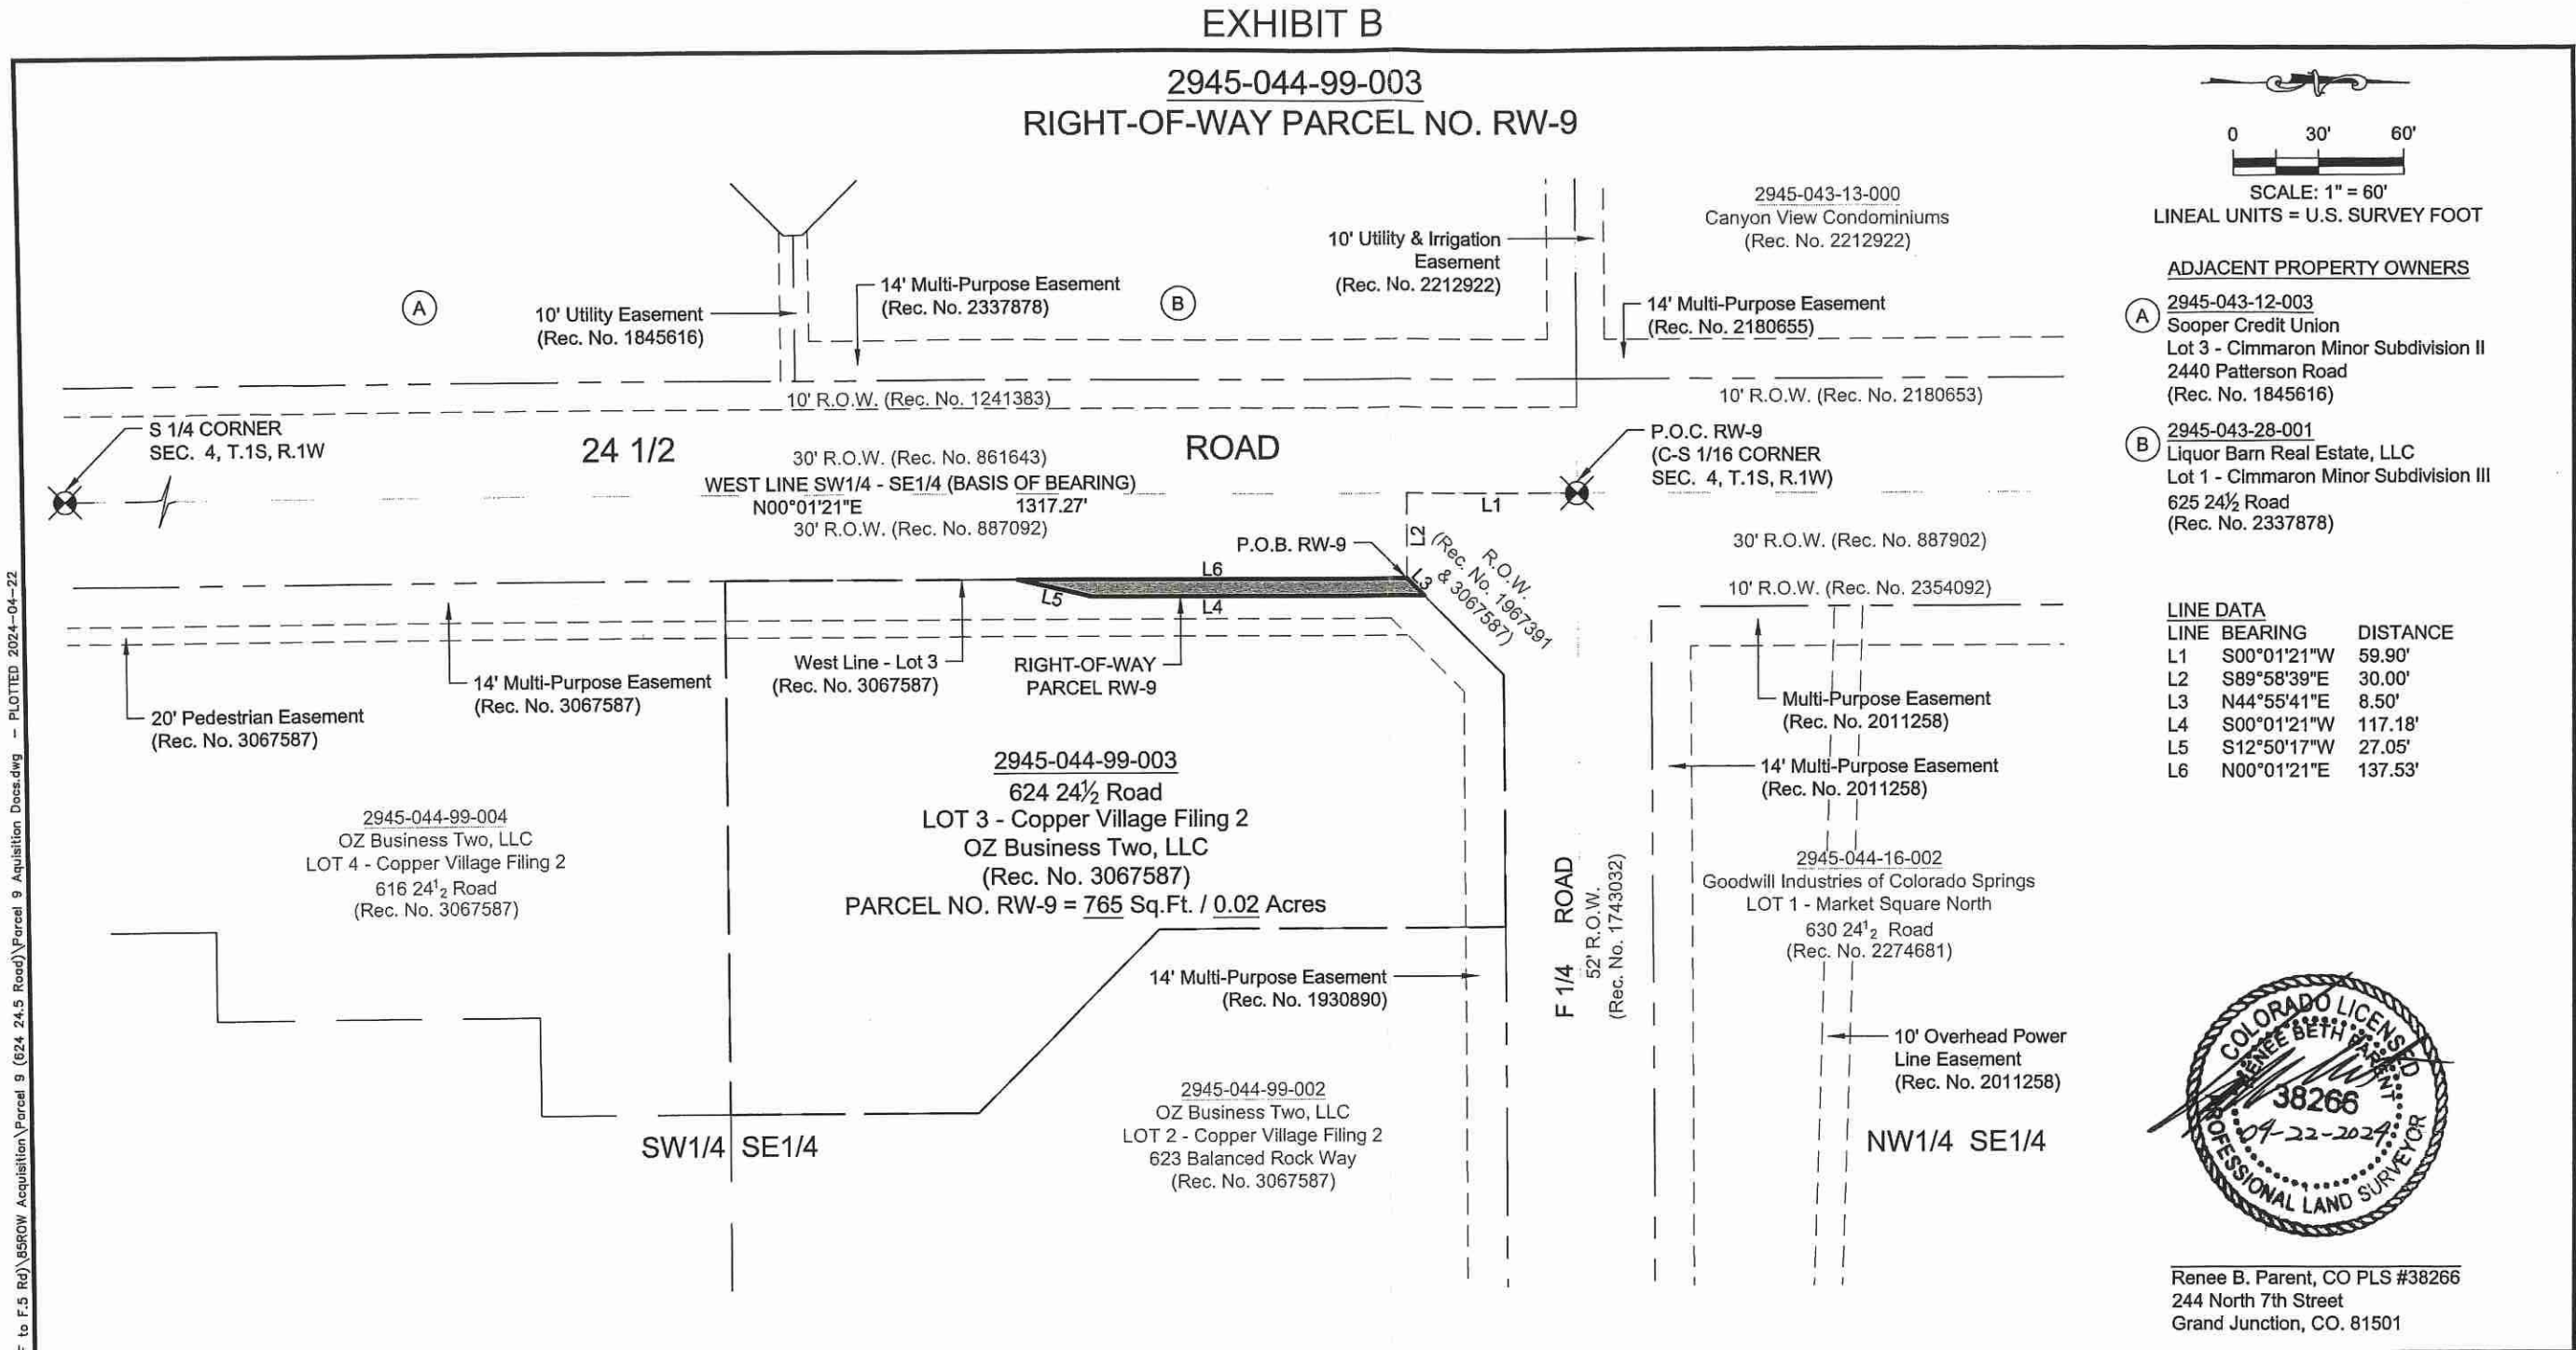 EXHIBIT B
2945-044-99-003
RIGHT-OF-WAY PARCEL NO. RW-9
0 30' 60'
SCALE: 1" = 60'
LINEAL UNITS = U.S. SURVEY FOOT
2945-043-13-000
Canyon View Condominiums
(Rec. No. 2212922)
10' Utility & Irrigation
Easement
(Rec. No. 2212922)
14' Multi-Purpose Easement
(Rec. No. 2337878)
A
B
10' Utility Easement
(Rec. No. 1845616)
14' Multi-Purpose Easement
(Rec. No. 2180655)
10' R.O.W. (Rec. No. 1241383)
10' R.O.W. (Rec. No. 2180653)
S 1/4 CORNER
SEC. 4, T.1S, R.1W
24 1/2 ROAD
30' R.O.W. (Rec. No. 861643)
WEST LINE SW1/4 - SE1/4 (BASIS OF BEARING)
N00°01'21"E 1317.27'
30' R.O.W. (Rec. No. 887092)
P.O.C. RW-9
(C-S 1/16 CORNER
SEC. 4, T.1S, R.1W)
L1
L2
P.O.B. RW-9
L3
R.O.W.
(Rec. No. 1967391
& 3067587)
L6
L5
L4
30' R.O.W. (Rec. No. 887902)
10' R.O.W. (Rec. No. 2354092)
West Line - Lot 3
(Rec. No. 3067587)
RIGHT-OF-WAY
PARCEL RW-9
14' Multi-Purpose Easement
(Rec. No. 3067587)
20' Pedestrian Easement
(Rec. No. 3067587)
Multi-Purpose Easement
(Rec. No. 2011258)
14' Multi-Purpose Easement
(Rec. No. 2011258)
2945-044-99-003
624 24½ Road
LOT 3 - Copper Village Filing 2
OZ Business Two, LLC
(Rec. No. 3067587)
PARCEL NO. RW-9 = 765 Sq.Ft. / 0.02 Acres
2945-044-99-004
OZ Business Two, LLC
LOT 4 - Copper Village Filing 2
616 24½ Road
(Rec. No. 3067587)
F 1/4 ROAD
52' R.O.W.
(Rec. No. 1743032)
2945-044-16-002
Goodwill Industries of Colorado Springs
LOT 1 - Market Square North
630 24½ Road
(Rec. No. 2274681)
14' Multi-Purpose Easement
(Rec. No. 1930890)
10' Overhead Power
Line Easement
(Rec. No. 2011258)
2945-044-99-002
OZ Business Two, LLC
LOT 2 - Copper Village Filing 2
623 Balanced Rock Way
(Rec. No. 3067587)
SW1/4 SE1/4
NW1/4 SE1/4
ADJACENT PROPERTY OWNERS
A 2945-043-12-003
Sooper Credit Union
Lot 3 - Cimmaron Minor Subdivision II
2440 Patterson Road
(Rec. No. 1845616)
B 2945-043-28-001
Liquor Barn Real Estate, LLC
Lot 1 - Cimmaron Minor Subdivision III
625 24½ Road
(Rec. No. 2337878)
LINE DATA
LINE BEARING DISTANCE
L1 S00°01'21"W 59.90'
L2 S89°58'39"E 30.00'
L3 N44°55'41"E 8.50'
L4 S00°01'21"W 117.18'
L5 S12°50'17"W 27.05'
L6 N00°01'21"E 137.53'
COLORADO LICENSED
RENEE BETH PARENT
38266
04-22-2024
PROFESSIONAL LAND SURVEYOR
Renee B. Parent, CO PLS #38266
244 North 7th Street
Grand Junction, CO. 81501
to F.5 Rd)\85ROW Acquisition\Parcel 9 (624 24.5 Road)\Parcel 9 Aquisition Docs.dwg - PLOTTED 2024-04-22